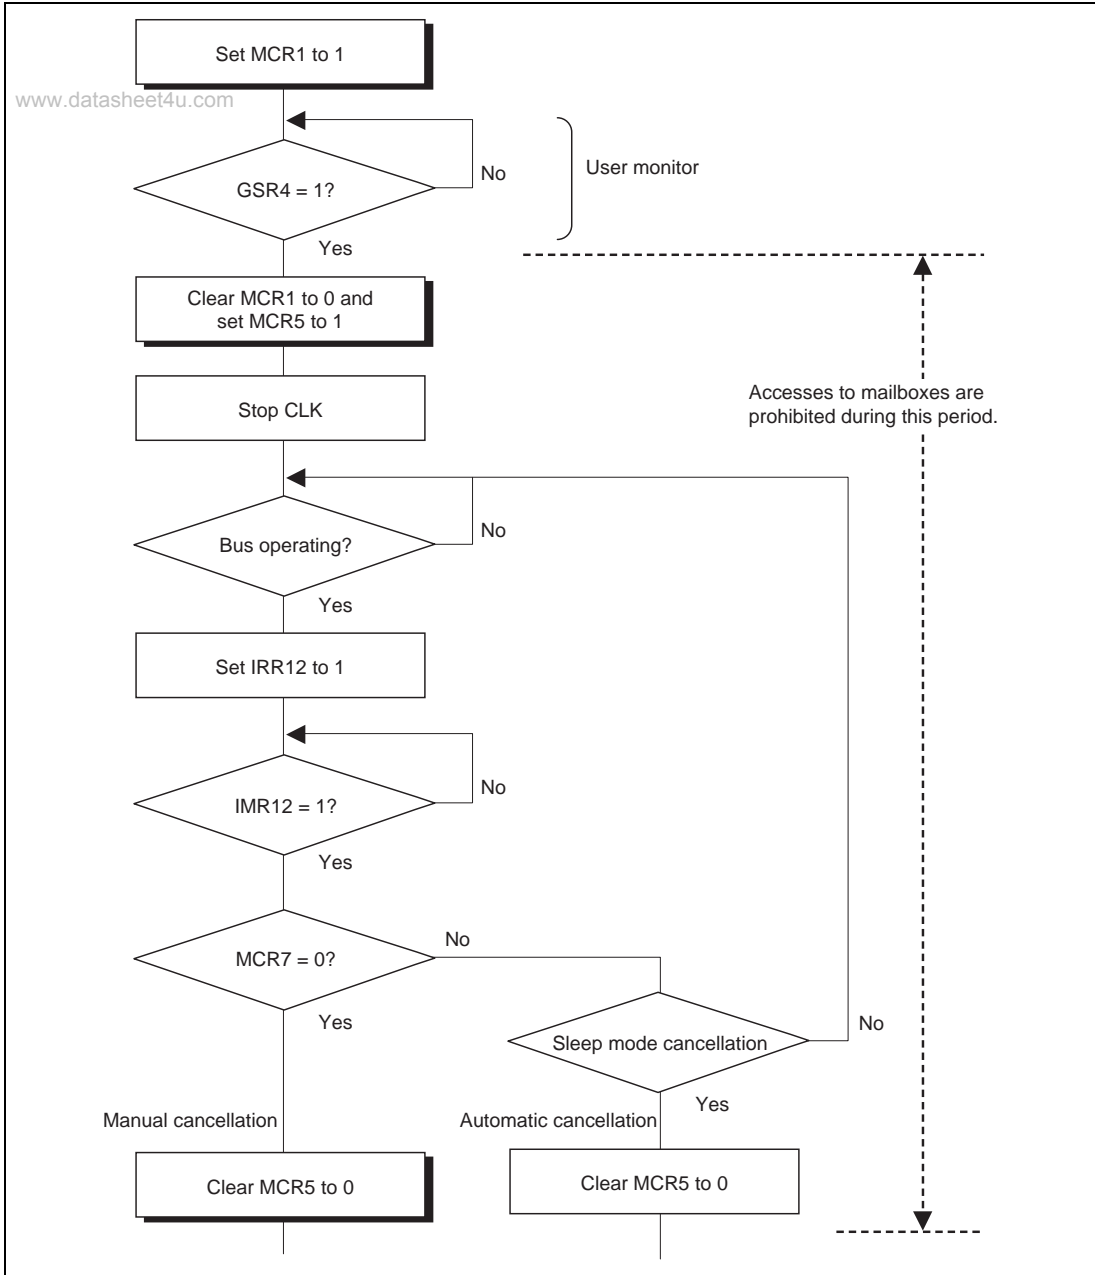 Set MCR1 to 1
www.datasheet4u.com
No
User monitor
GSR4 = 1?
Yes
Clear MCR1 to 0 and
set MCR5 to 1
Accesses to mailboxes are
prohibited during this period.
Stop CLK
No
Bus operating?
Yes
Set IRR12 to 1
No
IMR12 = 1?
Yes
No
MCR7 = 0?
Yes
No
Sleep mode cancellation
Yes
Manual cancellation
Automatic cancellation
Clear MCR5 to 0
Clear MCR5 to 0